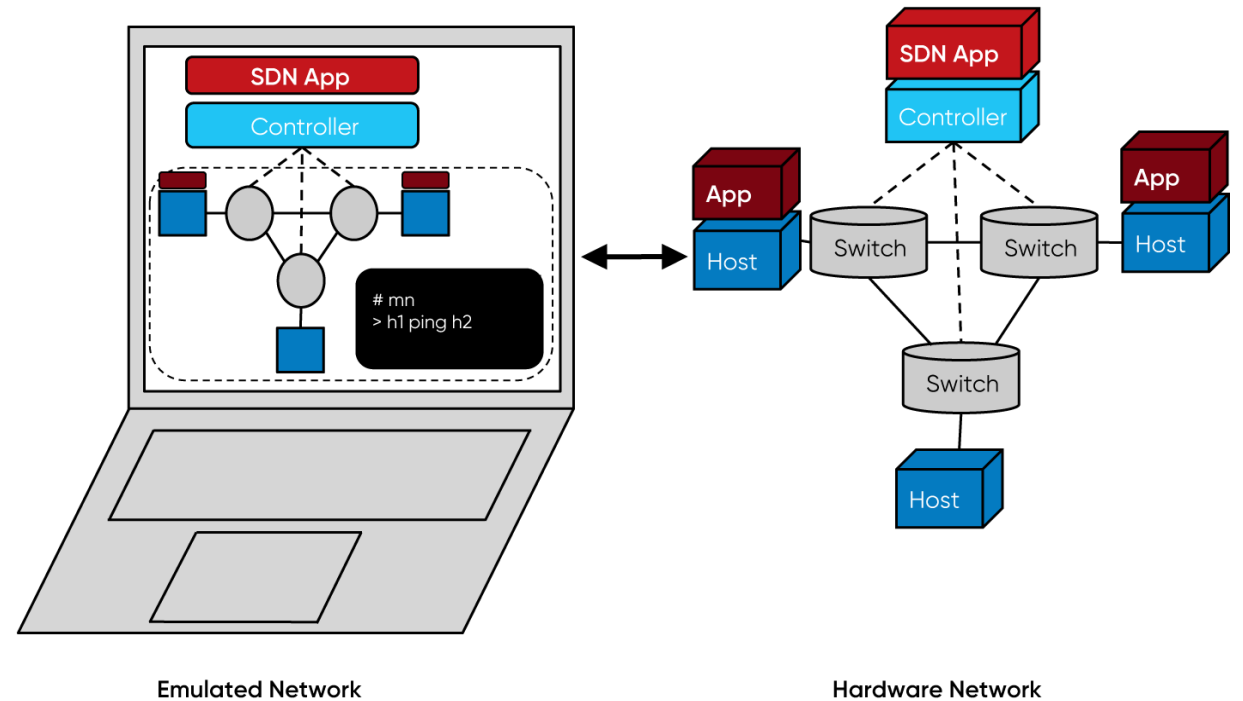 SDN App
Controller
# mn
> h1 ping h2
SDN App
Controller
App
Host
App
Host
Switch
Switch
Switch
Host
Emulated Network
Hardware Network